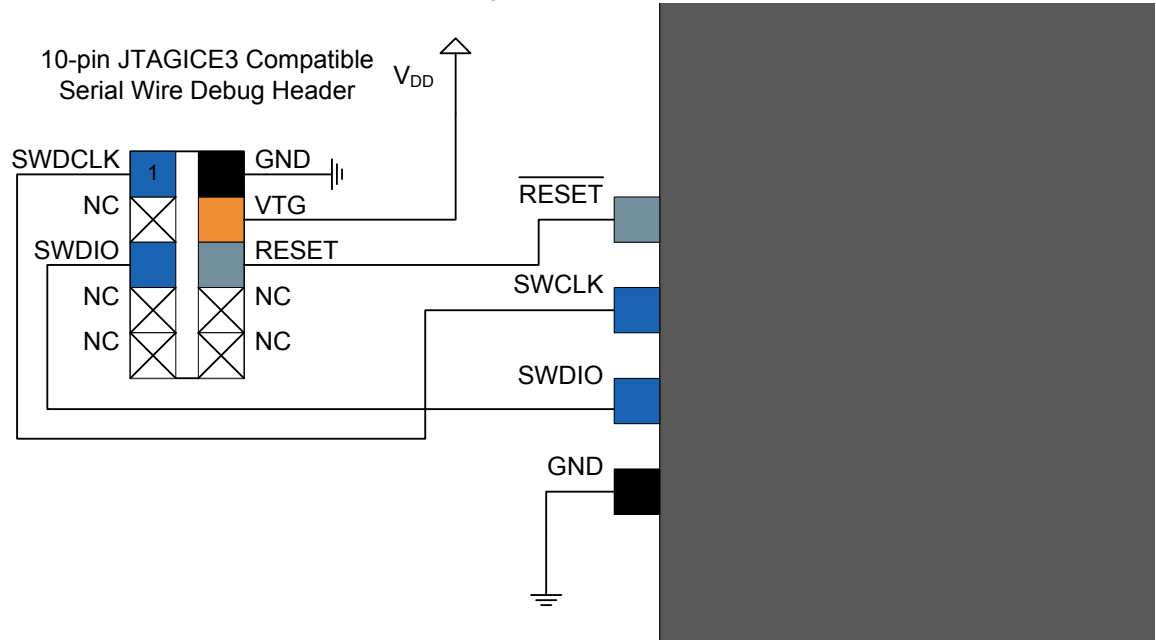 10-pin JTAGICE3 Compatible
Serial Wire Debug Header
VDD
SWDCLK
1
GND
NC
VTG
SWDIO
RESET
NC
NC
NC
NC
RESET
SWCLK
SWDIO
GND